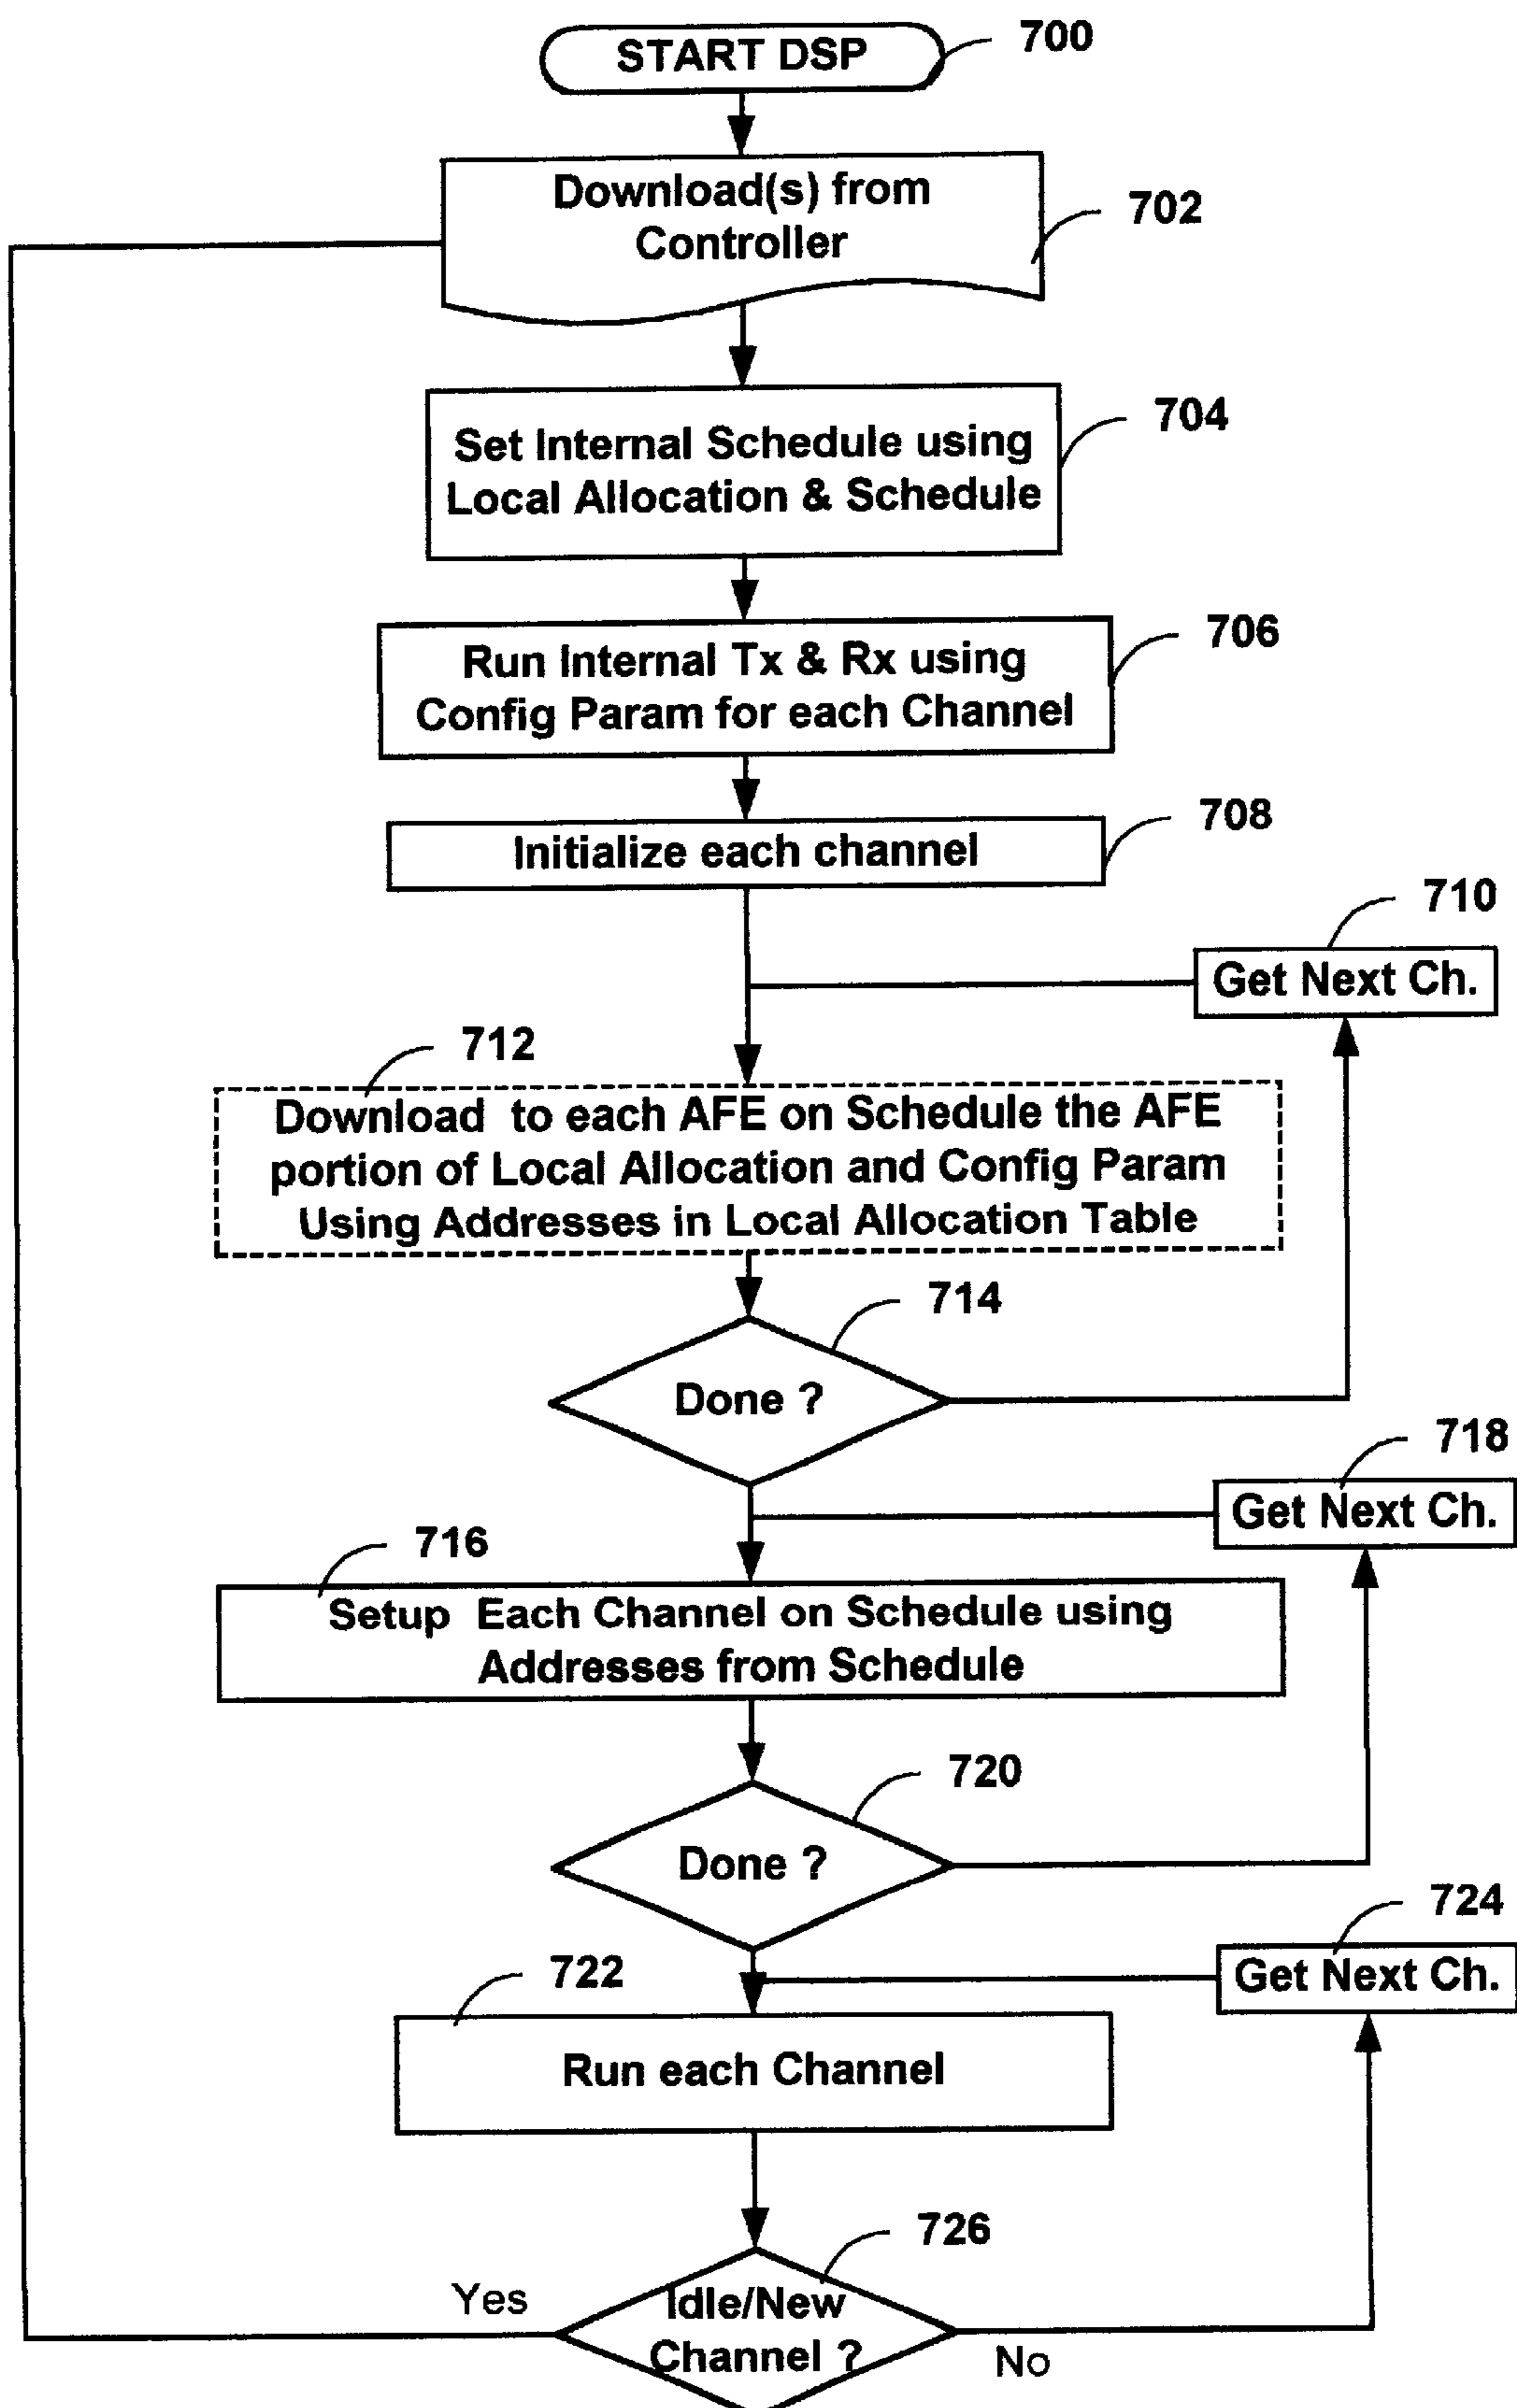 START DSP
700
Download(s) from
Controller
702
Set Internal Schedule using
Local Allocation & Schedule
704
Run Internal Tx & Rx using
Config Param for each Channel
706
Initialize each channel
708
710
Get Next Ch.
712
Download to each AFE on Schedule the AFE
portion of Local Allocation and Config Param
Using Addresses in Local Allocation Table
714
Done ?
718
Get Next Ch.
716
Setup Each Channel on Schedule using
Addresses from Schedule
720
Done ?
724
Get Next Ch.
722
Run each Channel
726
Idle/New
Channel ?
Yes
No